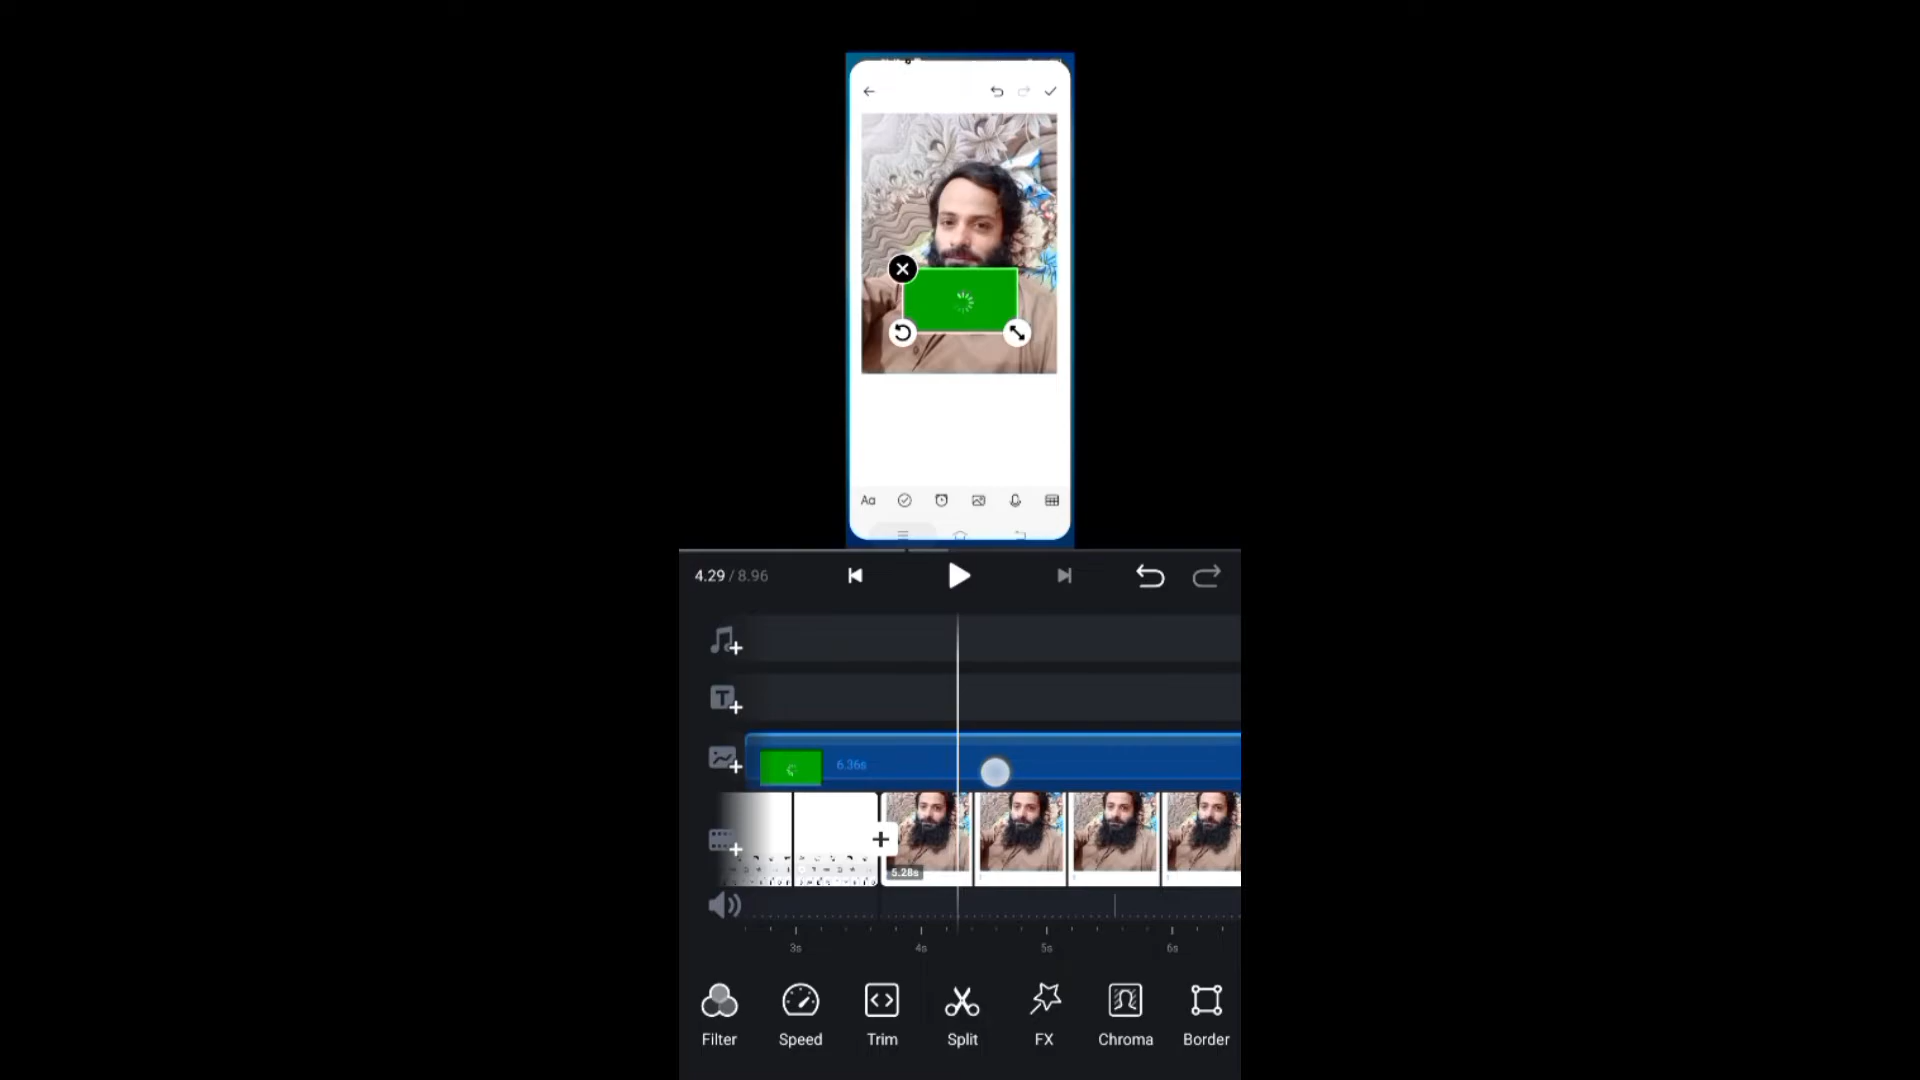 Aa
4.29 / 8.96
T
6.36s
5.28s
3s 4s 5s 6s
Filter Speed Trim Split FX Chroma Border